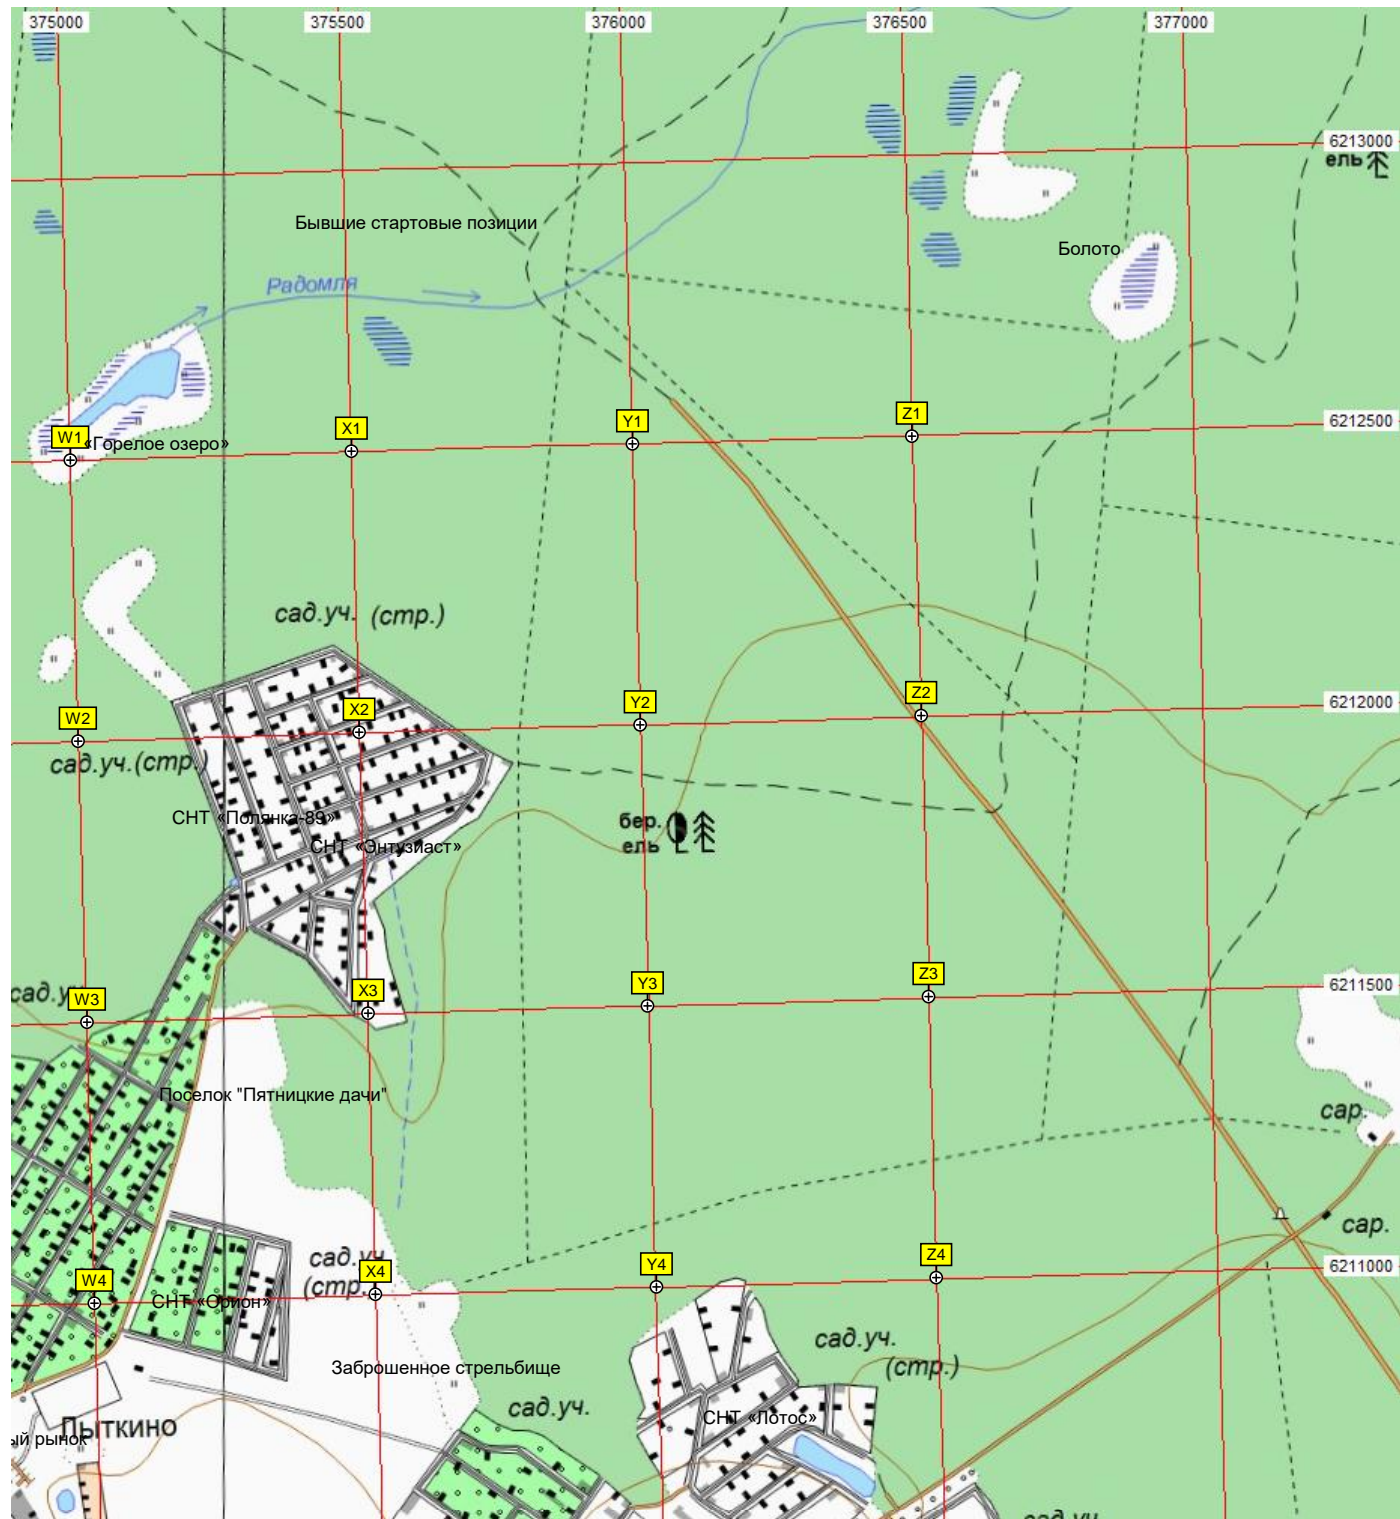 375000 375500 376000 376500 377000
6213000
ель
Бывшие стартовые позиции
Болото
Радомля
6212500
W1 X1 Y1 Z1
«Горелое озеро»
сад.уч. (стр.)
6212000
W2 X2 Y2 Z2
сад.уч.(стр.)
СНТ «Полянка-89»
бер.
ель
СНТ «Энтузиаст»
6211500
сад.у
W3 X3 Y3 Z3
Поселок "Пятницкие дачи"
сар.
сар.
сад.уч
(стр.
6211000
W4 X4 Y4 Z4
СНТ «Орион»
сад.уч.
(стр.)
Заброшенное стрельбище
сад.уч.
СНТ «Лотос»
Пыткино
ый рынок
сад.уч.